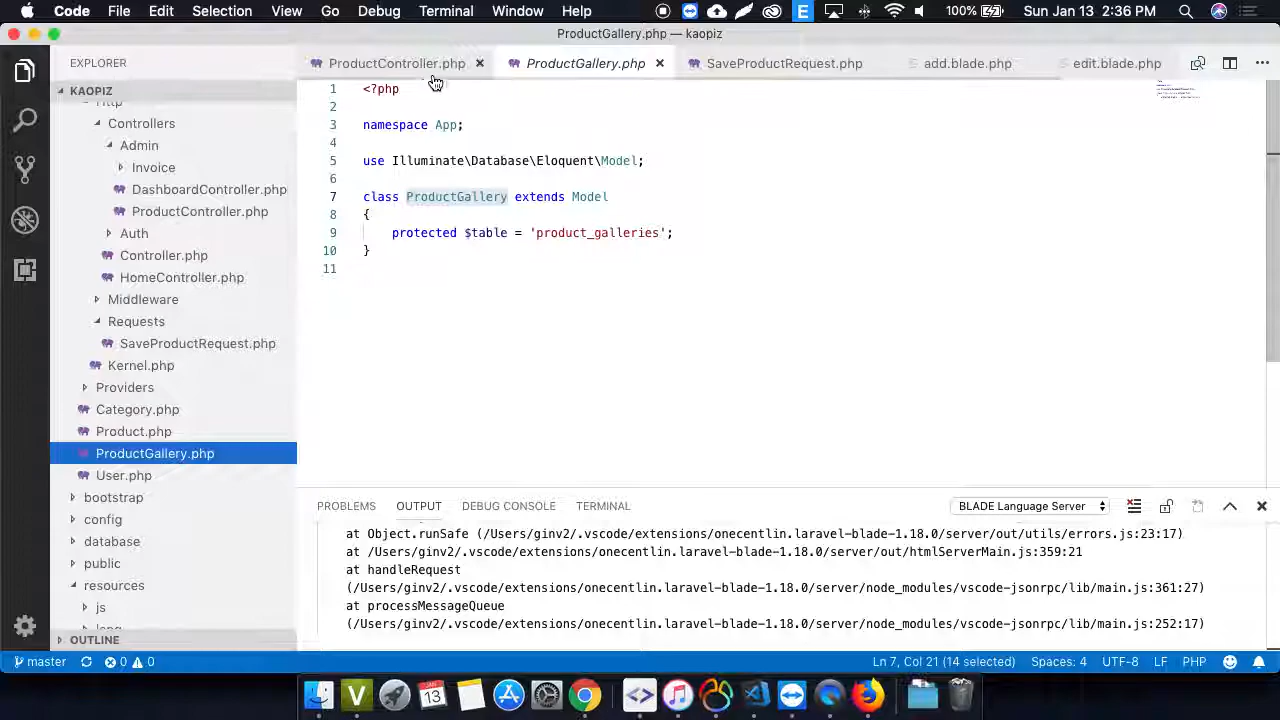 Code File Edit Selection View Go Debug Terminal Window Help 100% Sun Jan 13 2:36 PM
ProductGallery.php — kaopiz
EXPLORER
ProductController.php ProductGallery.php SaveProductRequest.php add.blade.php edit.blade.php
KAOPIZ
Http
Controllers
Admin
Invoice
DashboardController.php
ProductController.php
Auth
Controller.php
HomeController.php
Middleware
Requests
SaveProductRequest.php
Kernel.php
Providers
Category.php
Product.php
ProductGallery.php
User.php
bootstrap
config
database
public
resources
js
lang
OUTLINE
1 <?php
2
3 namespace App;
4
5 use Illuminate\Database\Eloquent\Model;
6
7 class ProductGallery extends Model
8 {
9 protected $table = 'product_galleries';
10 }
11
PROBLEMS OUTPUT DEBUG CONSOLE TERMINAL BLADE Language Server
at Object.runSafe (/Users/ginv2/.vscode/extensions/onecentlin.laravel-blade-1.18.0/server/out/utils/errors.js:23:17)
at /Users/ginv2/.vscode/extensions/onecentlin.laravel-blade-1.18.0/server/out/htmlServerMain.js:359:21
at handleRequest
(/Users/ginv2/.vscode/extensions/onecentlin.laravel-blade-1.18.0/server/node_modules/vscode-jsonrpc/lib/main.js:361:27)
at processMessageQueue
(/Users/ginv2/.vscode/extensions/onecentlin.laravel-blade-1.18.0/server/node_modules/vscode-jsonrpc/lib/main.js:252:17)
master 0 0 Ln 7, Col 21 (14 selected) Spaces: 4 UTF-8 LF PHP